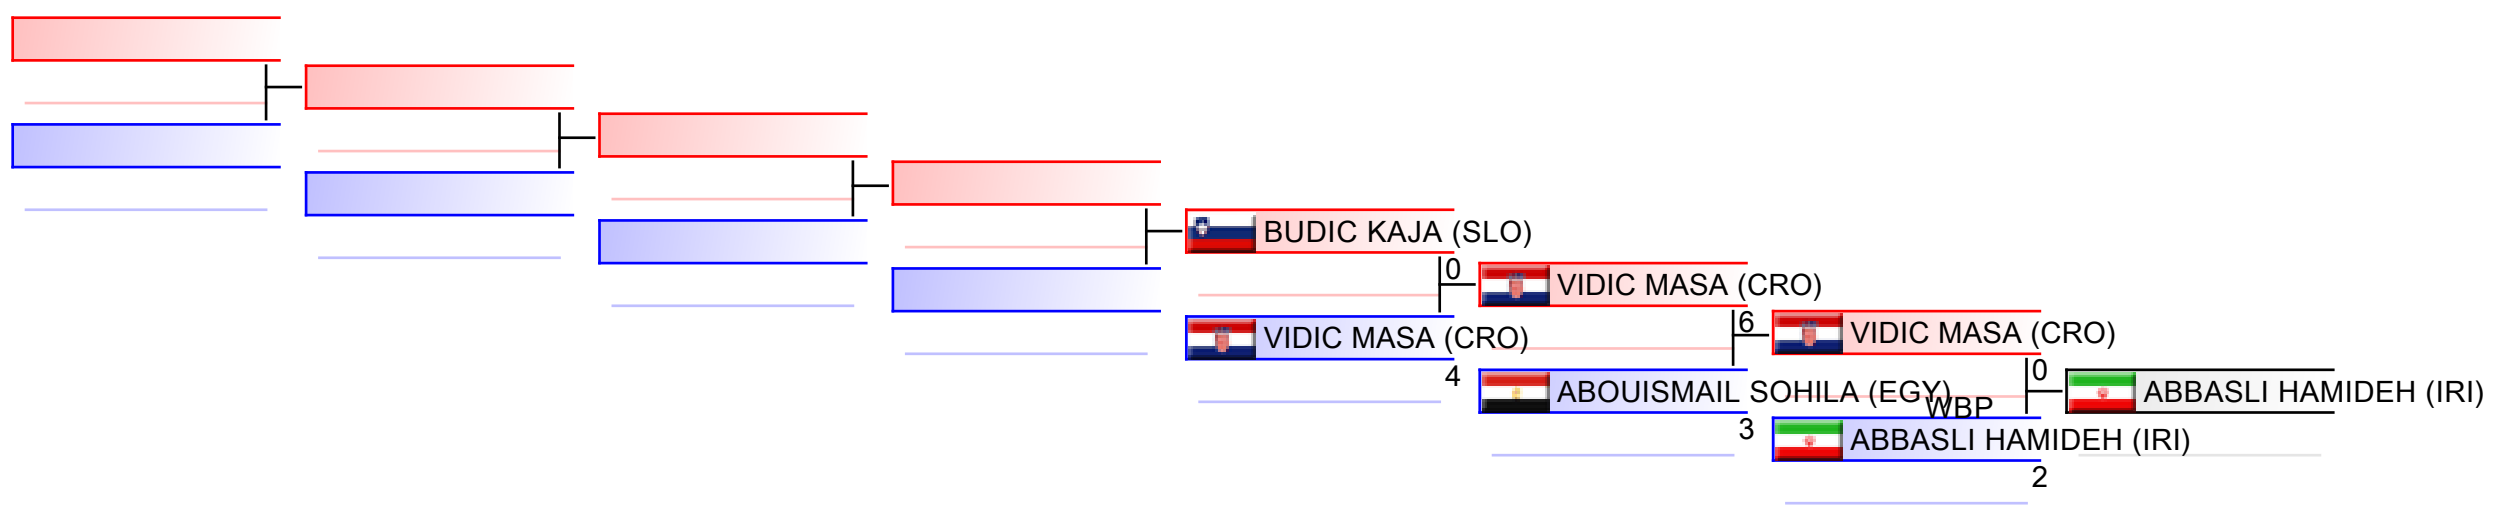 BUDIC KAJA (SLO)
0
VIDIC MASA (CRO)
4
VIDIC MASA (CRO)
6
ABOUISMAIL SOHILA (EGY)
3
VIDIC MASA (CRO)
0
WBP
ABBASLI HAMIDEH (IRI)
2
ABBASLI HAMIDEH (IRI)